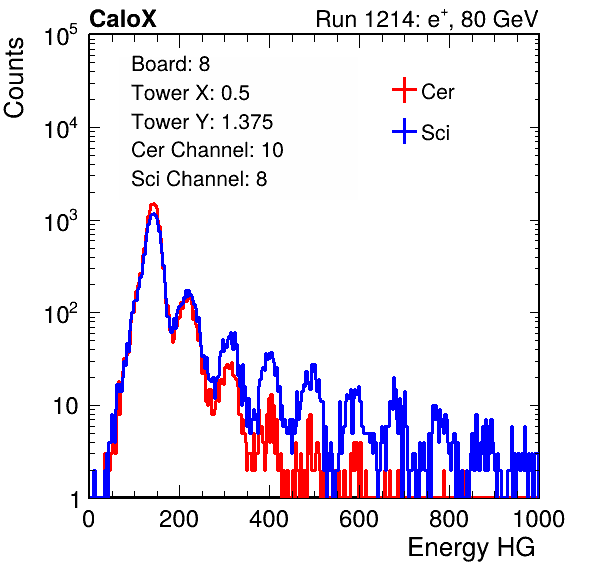 CaloX Run 1214: e⁺, 80 GeV
Counts
Board: 8
Tower X: 0.5
Tower Y: 1.375
Cer Channel: 10
Sci Channel: 8
Cer
Sci
10⁵
10⁴
10³
10²
10
1
0 200 400 600 800 1000
Energy HG